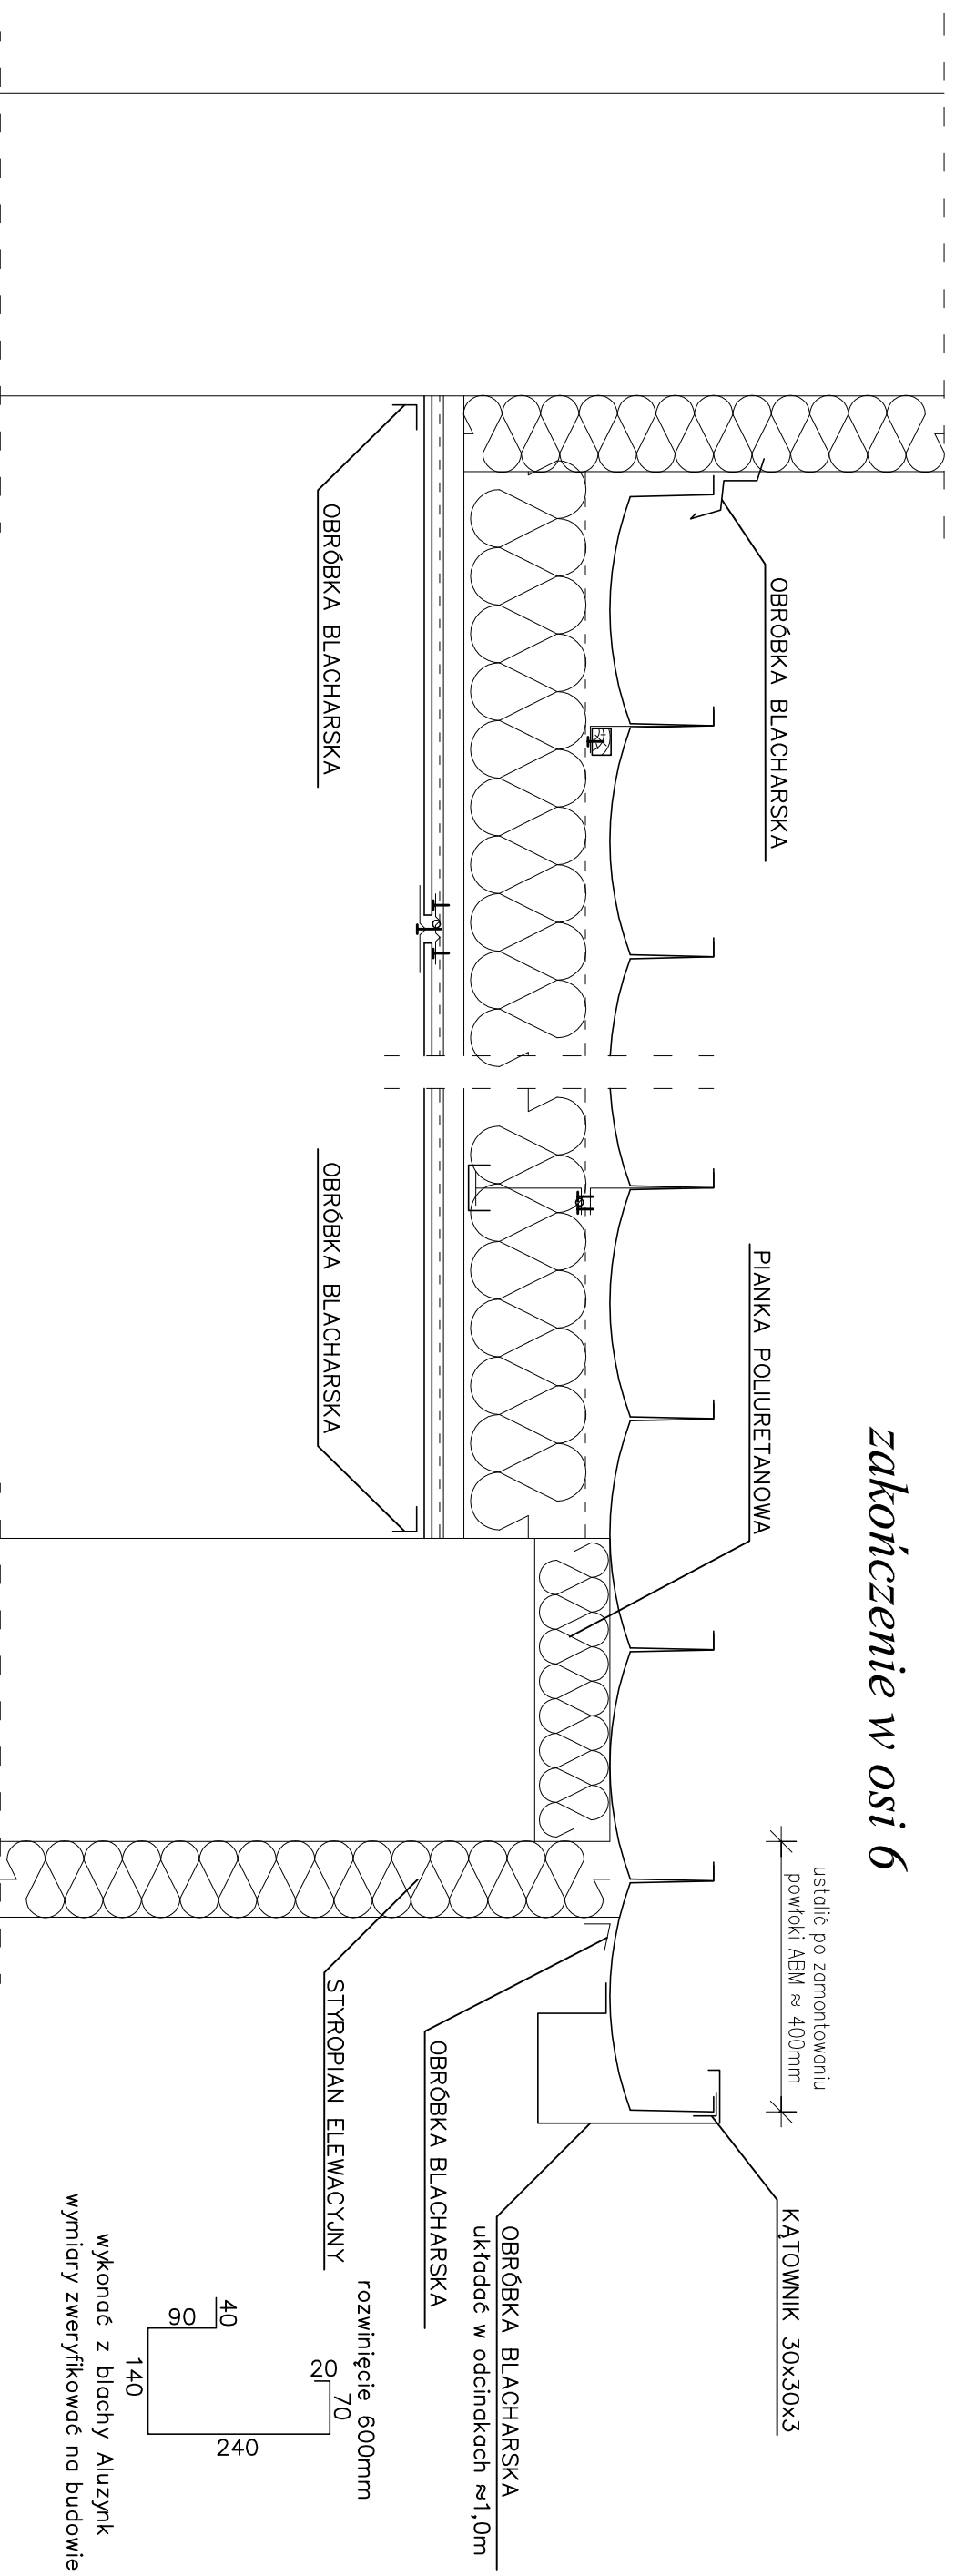 zakończenie w osi 6
ustalić po zamontowaniu
powłoki ABM ≈ 400mm
OBRÓBKA BLACHARSKA
PIANKA POLIURETANOWA
KĄTOWNIK 30x30x3
OBRÓBKA BLACHARSKA
układać w odcinakach ≈1,0m
OBRÓBKA BLACHARSKA
OBRÓBKA BLACHARSKA
OBRÓBKA BLACHARSKA
STYROPIAN ELEWACYJNY
rozwinięcie 600mm
20
70
40
90
240
140
wykonać z blachy Aluzynk
wymiary zweryfikować na budowie